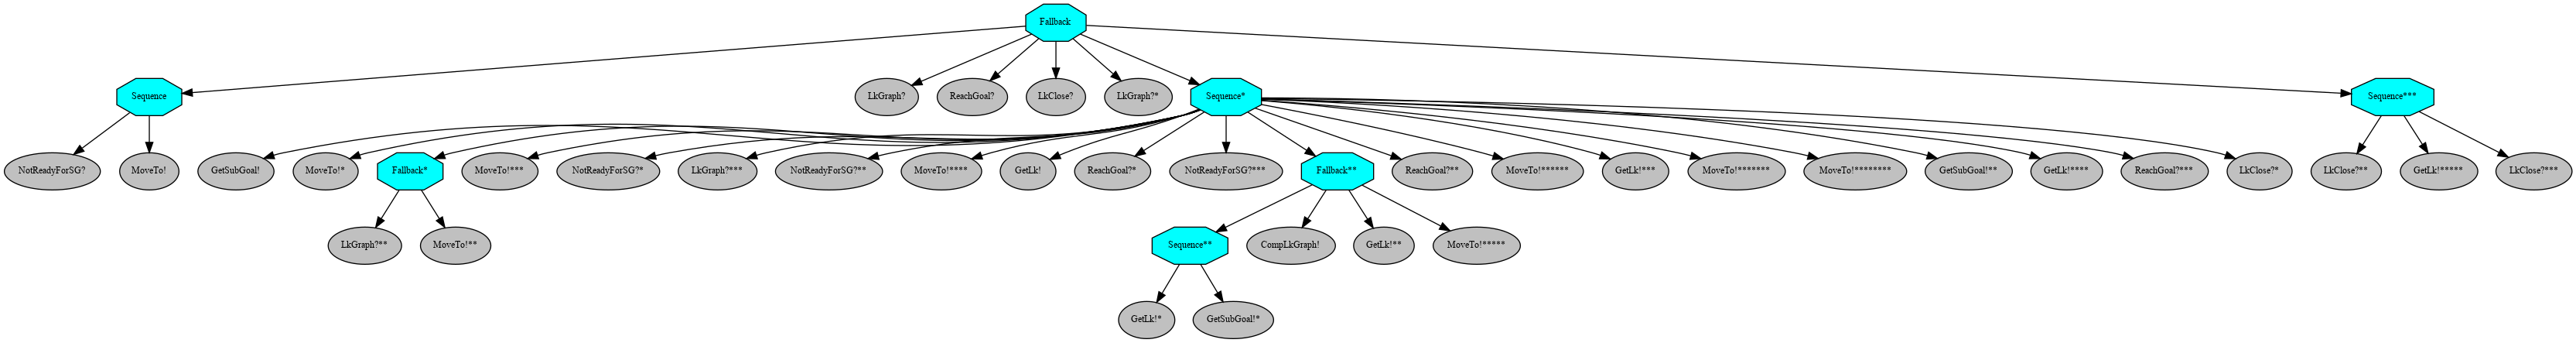 Fallback
Sequence
LkGraph?
ReachGoal?
LkClose?
LkGraph?*
Sequence*
Sequence***
NotReadyForSG?
MoveTo!
GetSubGoal!
MoveTo!*
Fallback*
MoveTo!***
NotReadyForSG?*
LkGraph?***
NotReadyForSG?**
MoveTo!****
GetLk!
ReachGoal?*
NotReadyForSG?***
Fallback**
ReachGoal?**
MoveTo!******
GetLk!***
MoveTo!*******
MoveTo!********
GetSubGoal!**
GetLk!****
ReachGoal?***
LkClose?*
LkClose?**
GetLk!*****
LkClose?***
LkGraph?**
MoveTo!**
Sequence**
CompLkGraph!
GetLk!**
MoveTo!*****
GetLk!*
GetSubGoal!*